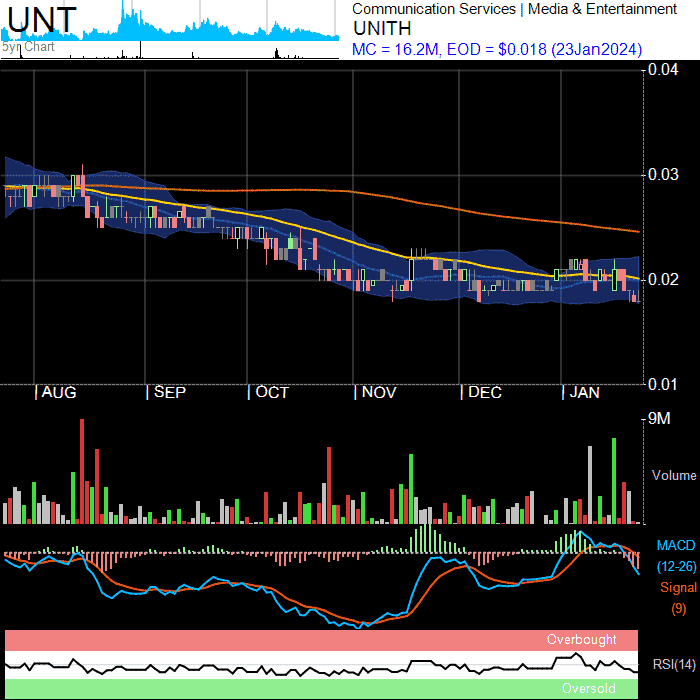 UNT
5yr Chart
Communication Services | Media & Entertainment
UNITH
MC = 16.2M, EOD = $0.018 (23Jan2024)
0.04
0.03
0.02
0.01
| AUG | SEP | OCT | NOV | DEC | JAN
9M
Volume
MACD
(12-26)
Signal
(9)
Overbought
RSI(14)
Oversold